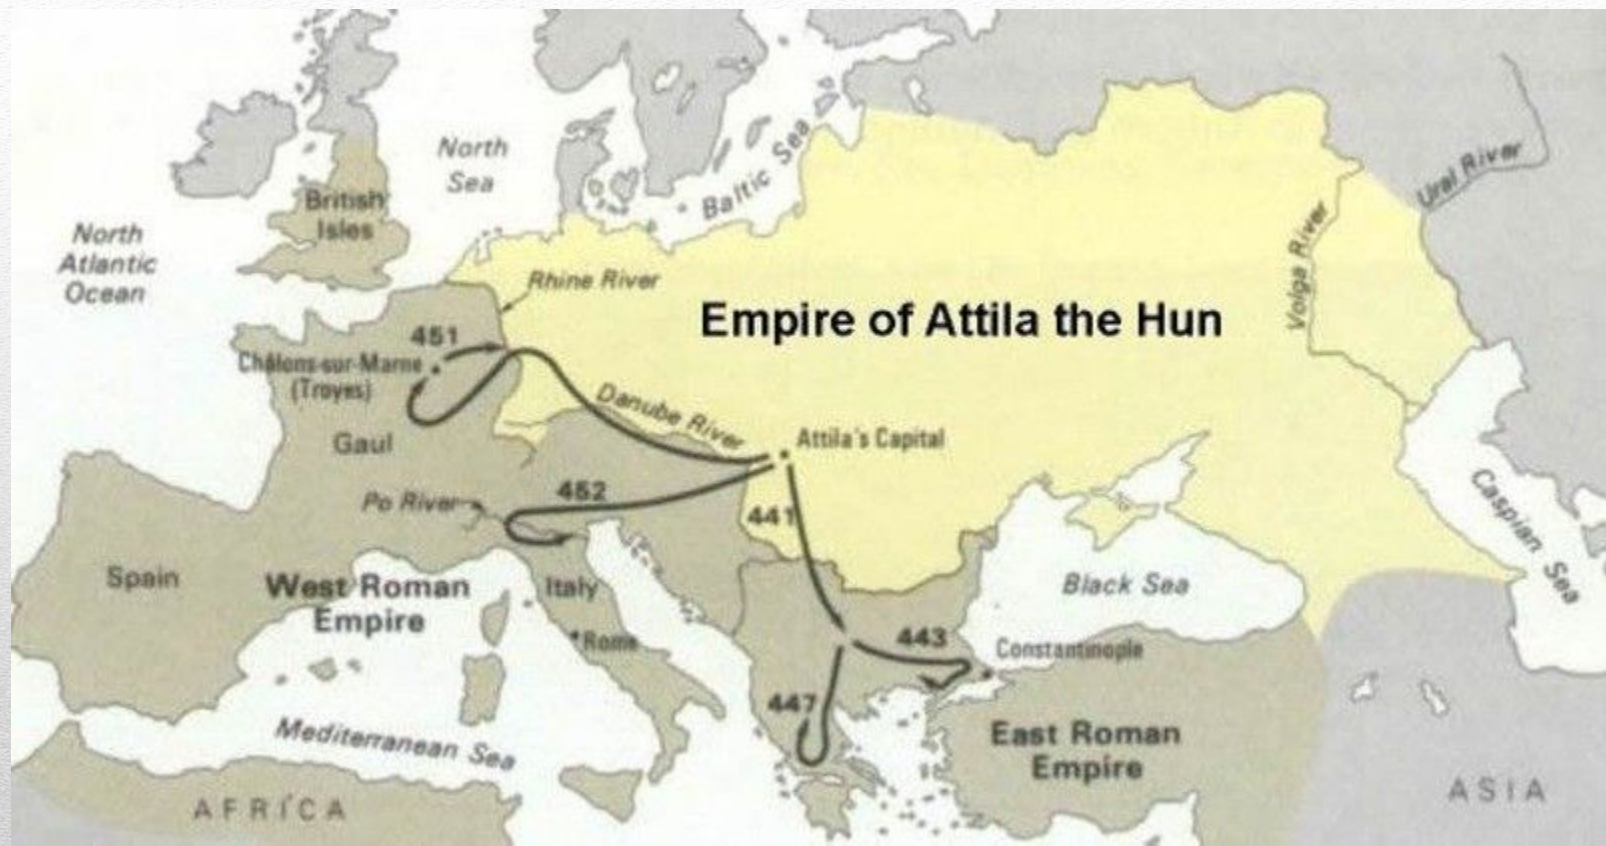 North
Sea
Baltic Sea
Ural River
British
Isles
North
Atlantic
Ocean
Volga River
Rhine River
Empire of Attila the Hun
451
Châlons-sur-Marne
(Troyes)
Danube River
Attila's Capital
Gaul
452
Po River
441
Caspian Sea
Spain
West Roman
Empire
Italy
Black Sea
Rome
443
Constantinople
447
Mediterranean Sea
East Roman
Empire
AFRICA
ASIA